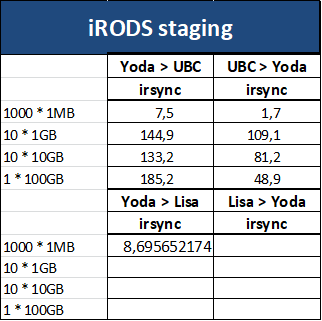 iRODS staging
Yoda > UBC UBC > Yoda
irsync irsync
1000 * 1MB 7,5 1,7
10 * 1GB 144,9 109,1
10 * 10GB 133,2 81,2
1 * 100GB 185,2 48,9
Yoda > Lisa Lisa > Yoda
irsync irsync
1000 * 1MB 8,695652174
10 * 1GB
10 * 10GB
1 * 100GB